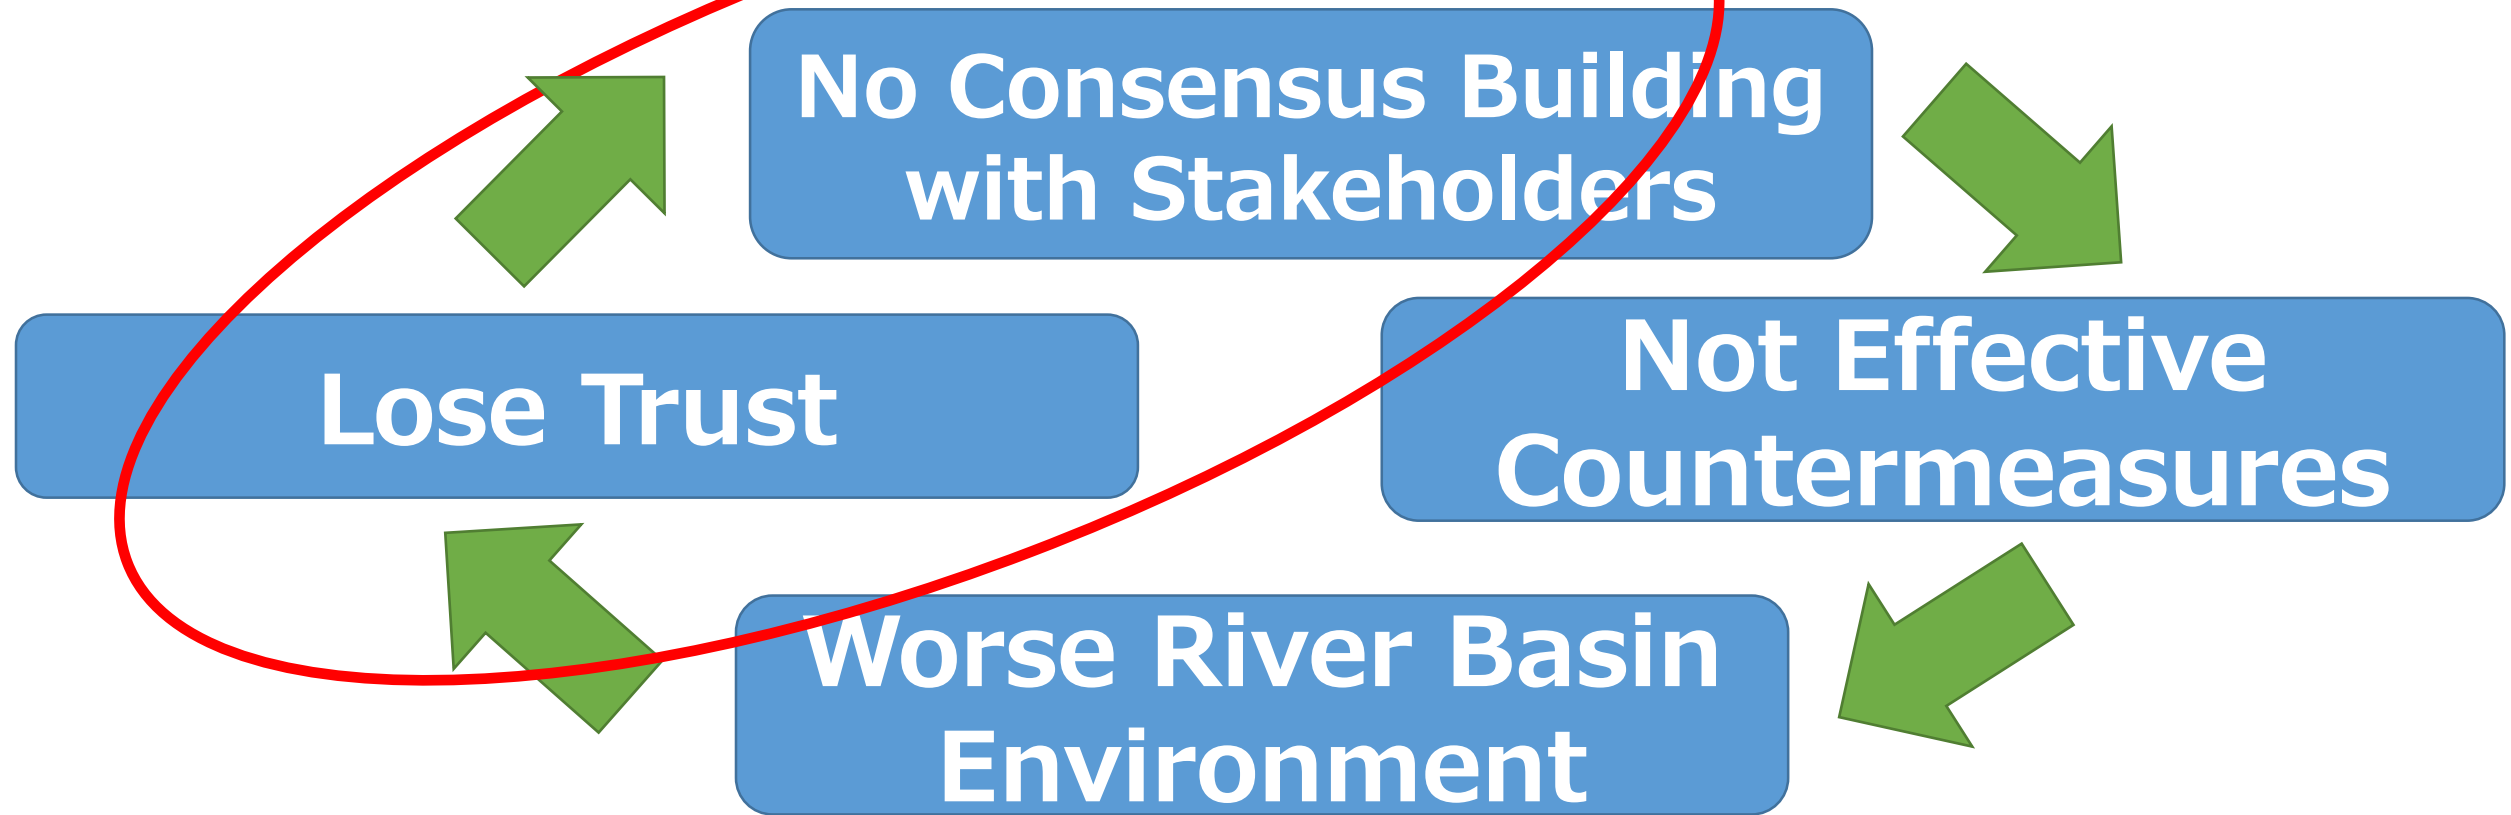 No Consensus Building
with Stakeholders
Lose Trust
Not Effective
Countermeasures
Worse River Basin
Environment